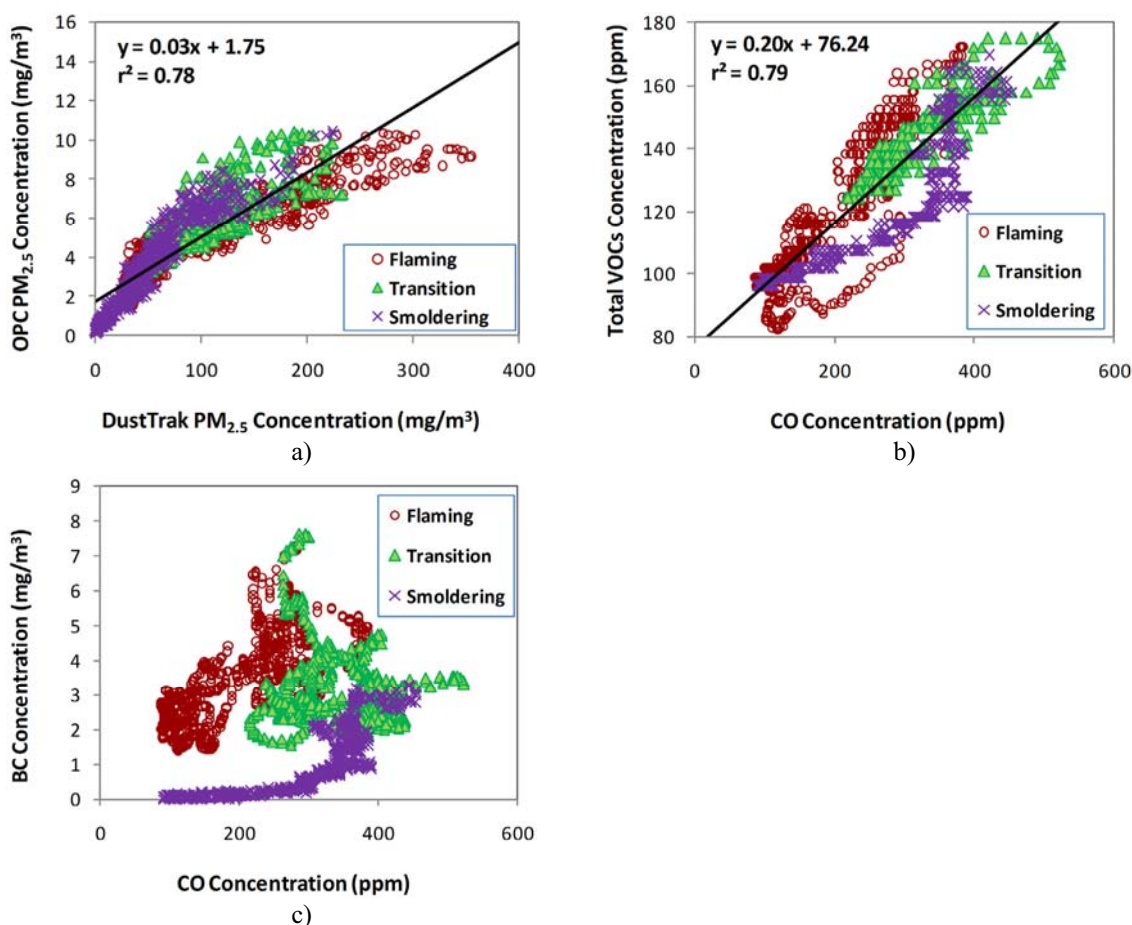 y = 0.03x + 1.75
r² = 0.78
OPC PM2.5 Concentration (mg/m³)
16
14
12
10
8
6
4
2
0
Flaming
Transition
Smoldering
0 100 200 300 400
DustTrak PM2.5 Concentration (mg/m³)
a)
y = 0.20x + 76.24
r² = 0.79
Total VOCs Concentration (ppm)
180
160
140
120
100
80
Flaming
Transition
Smoldering
0 200 400 600
CO Concentration (ppm)
b)
BC Concentration (mg/m³)
9
8
7
6
5
4
3
2
1
0
Flaming
Transition
Smoldering
0 200 400 600
CO Concentration (ppm)
c)